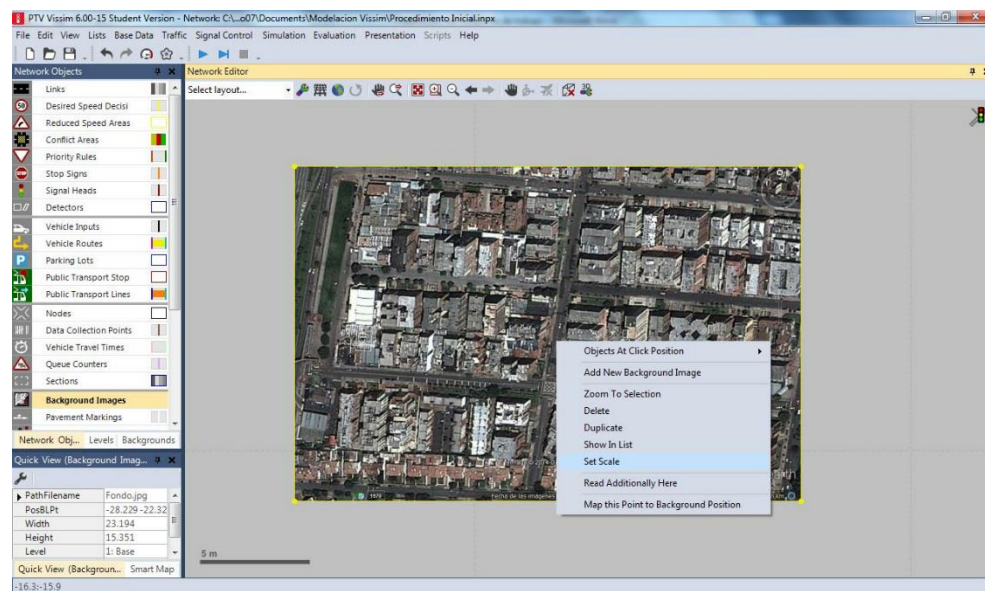 PTV Vissim 6.00-15 Student Version - Network: C:\...o07\Documents\Modelacion Vissim\Procedimiento Inicial.inpx
File Edit View Lists Base Data Traffic Signal Control Simulation Evaluation Presentation Scripts Help
Network Objects
Network Editor
Select layout...
Links
50 Desired Speed Decisi
Reduced Speed Areas
Conflict Areas
Priority Rules
STOP Stop Signs
Signal Heads
Detectors
Vehicle Inputs
Vehicle Routes
P Parking Lots
Public Transport Stop
Public Transport Lines
Nodes
Data Collection Points
Vehicle Travel Times
Queue Counters
Sections
Background Images
Pavement Markings
Network Obj... Levels Backgrounds
Quick View (Background Imag...
PathFilename Fondo.jpg
PosBLPt -28.229 -22.32
Width 23.194
Height 15.351
Level 1: Base
Quick View (Backgroun... Smart Map
-16.3:-15.9
Objects At Click Position
Add New Background Image
Zoom To Selection
Delete
Duplicate
Show In List
Set Scale
Read Additionally Here
Map this Point to Background Position
Fecha de las imágenes
5 m